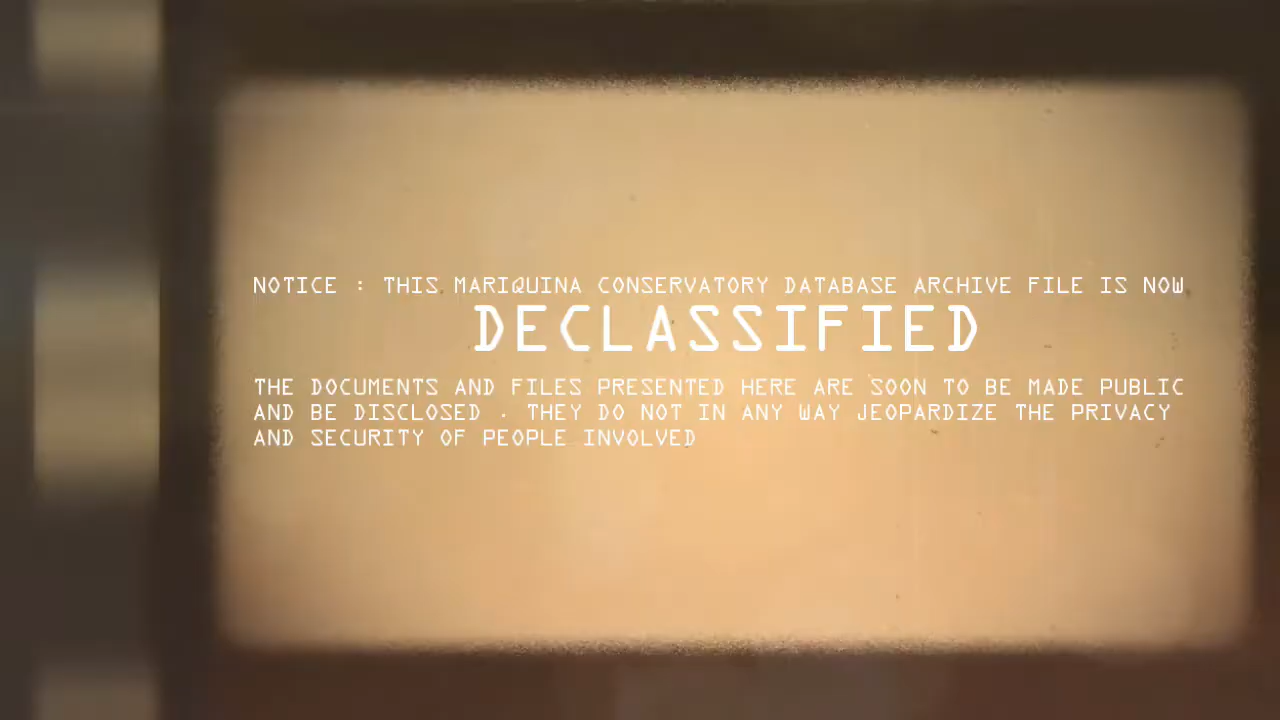 NOTICE : THIS MARIQUINA CONSERVATORY DATABASE ARCHIVE FILE IS NOW
DECLASSIFIED
THE DOCUMENTS AND FILES PRESENTED HERE ARE SOON TO BE MADE PUBLIC
AND BE DISCLOSED . THEY DO NOT IN ANY WAY JEOPARDIZE THE PRIVACY
AND SECURITY OF PEOPLE INVOLVED